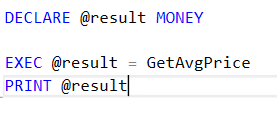 DECLARE @result MONEY
EXEC @result = GetAvgPrice
PRINT @result